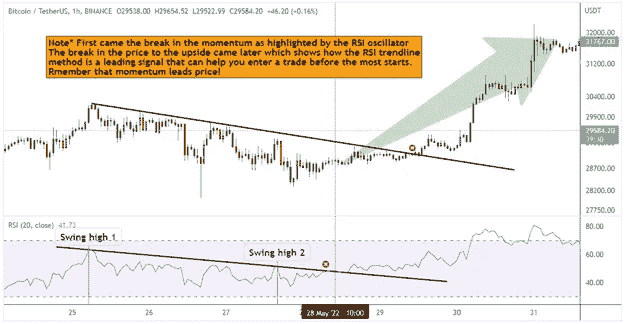 Bitcoin / TetherUS, 1h, BINANCE O29538.00 H29654.52 L29522.99 C29584.20 +46.20 (+0.16%)
USDT
Note* First came the break in the momentum as highlighted by the RSI oscillator
The break in the price to the upside came later which shows how the RSI trendline
method is a leading signal that can help you enter a trade before the most starts.
Rmember that momentum leads price!
32000.00
31767.00
31200.00
30400.00
29584.20
28800.00
28200.00
27750.00
RSI (20, close) 41.73
Swing high 1
Swing high 2
80.00
60.00
40.00
25
26
27
28 May '22 10:00
29
30
31